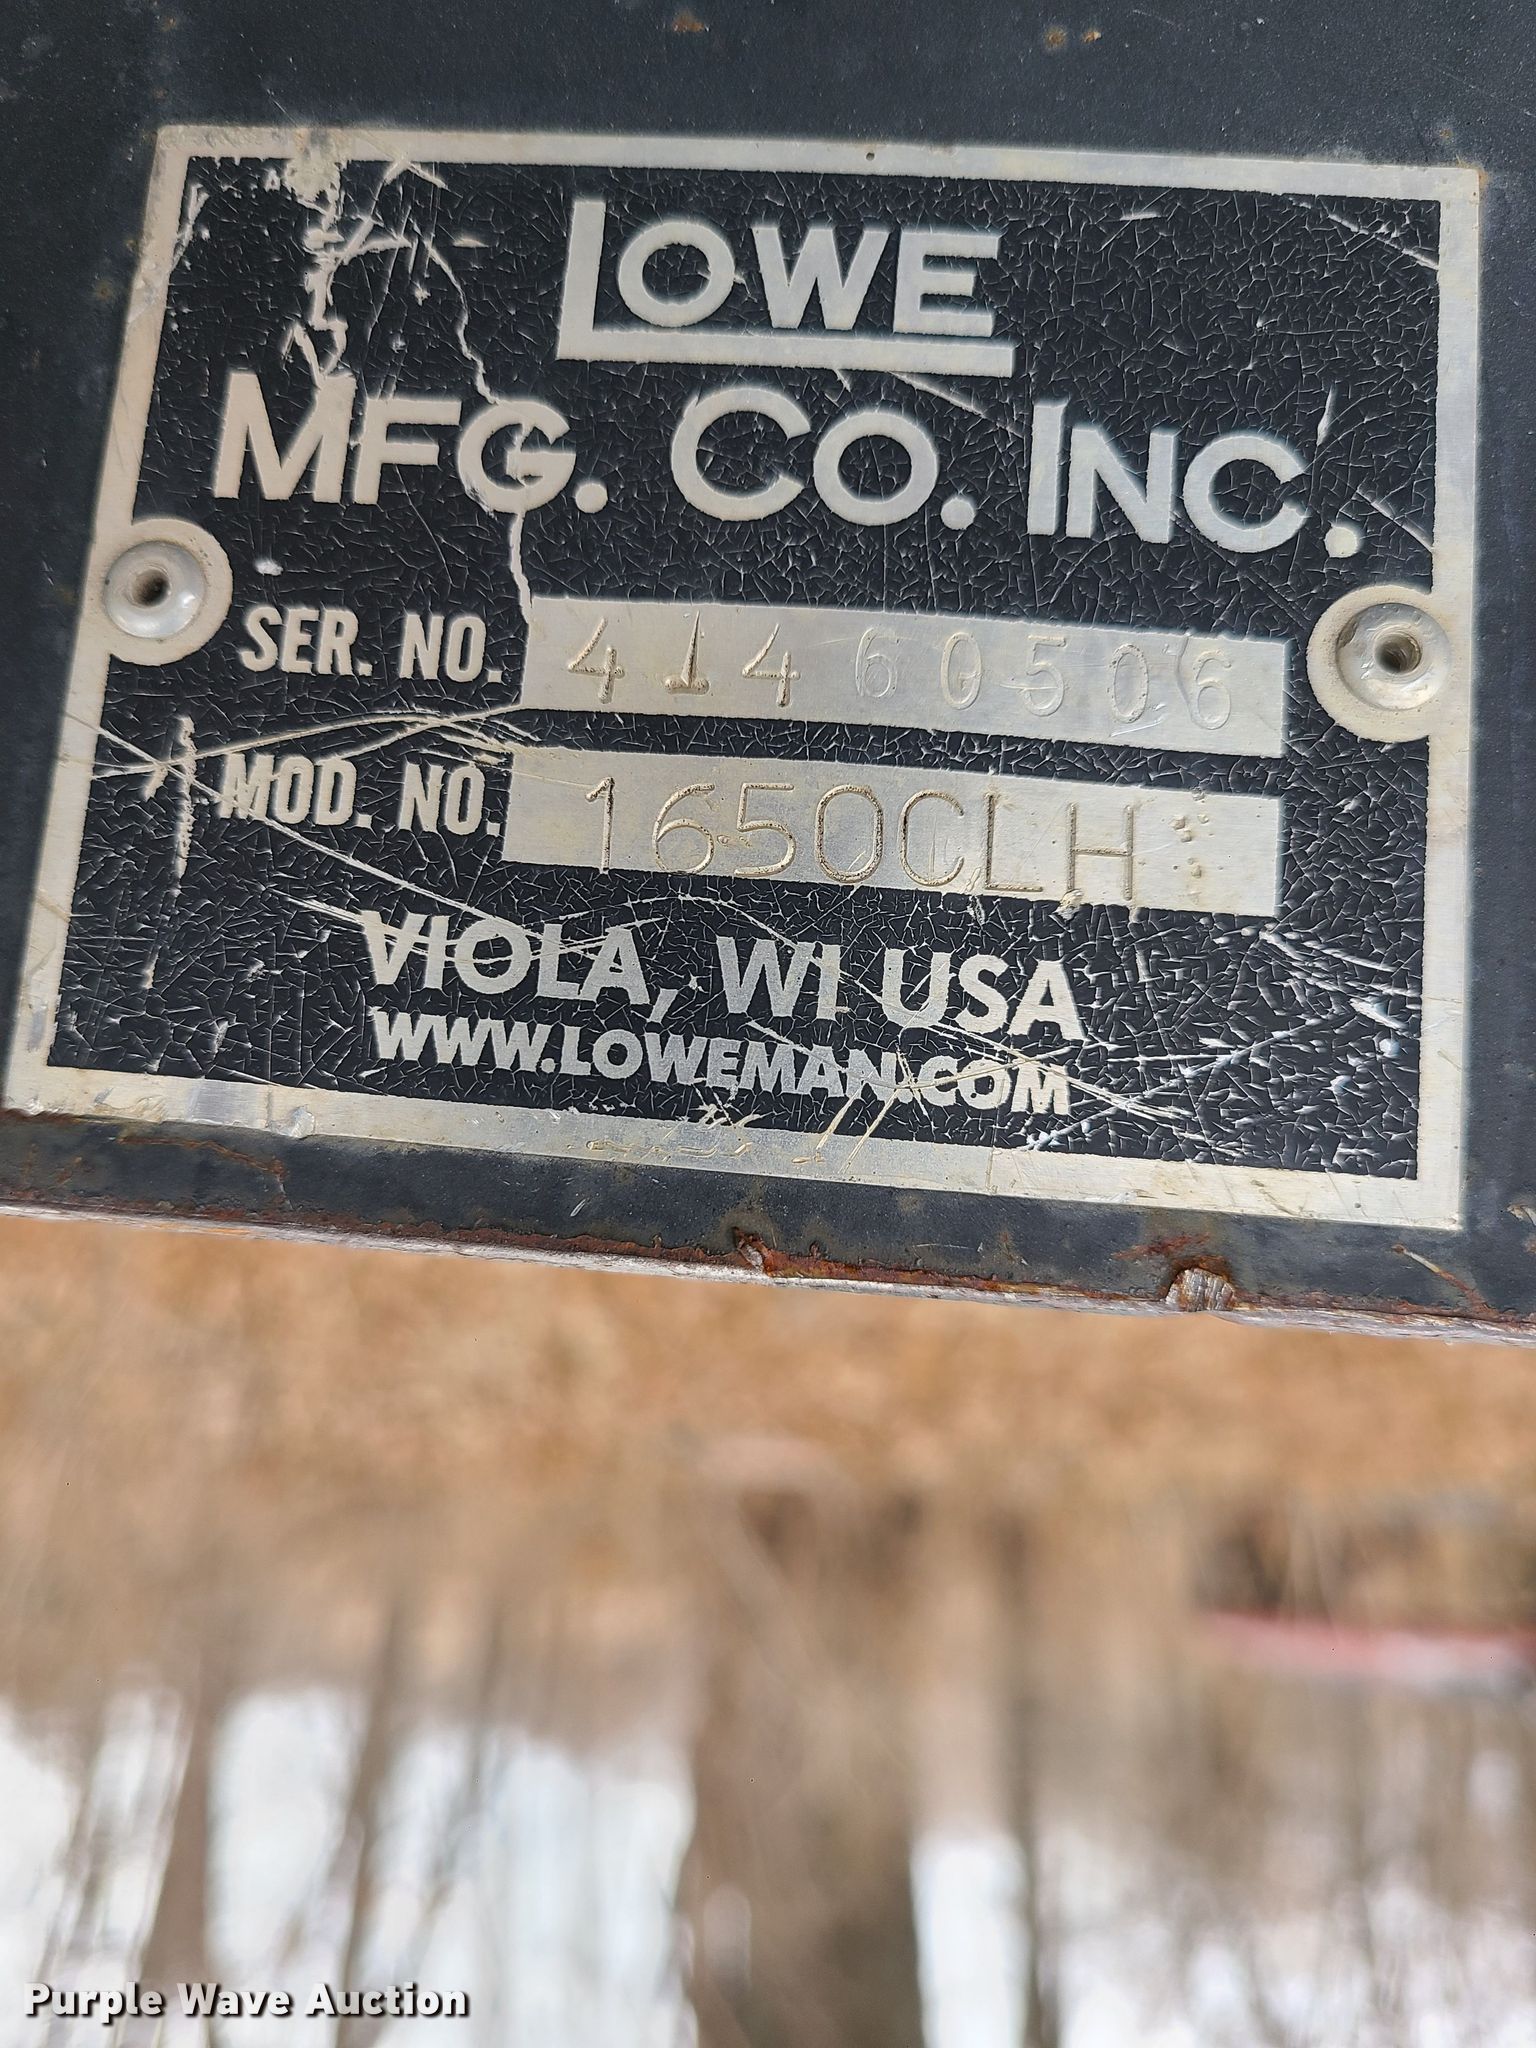 LOWE
MFG. CO. INC.
SER. NO. 41460506
MOD. NO. 1650CLH
VIOLA, WI USA
WWW.LOWEMAN.COM
Purple Wave Auction